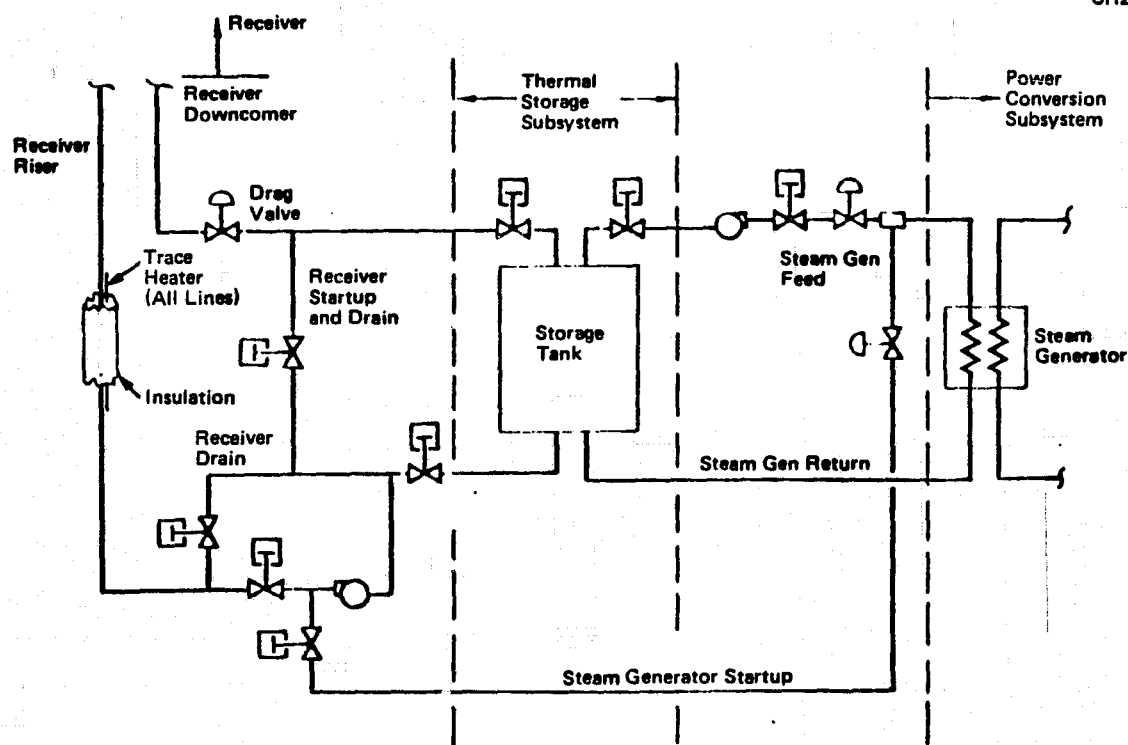 Receiver
Receiver
Downcomer
Thermal
Storage
Subsystem
Power
Conversion
Subsystem
Receiver
Riser
Drag
Valve
Trace
Heater
(All Lines)
Receiver
Startup
and Drain
Steam Gen
Feed
Storage
Tank
Steam
Generator
Insulation
Receiver
Drain
Steam Gen Return
Steam Generator Startup